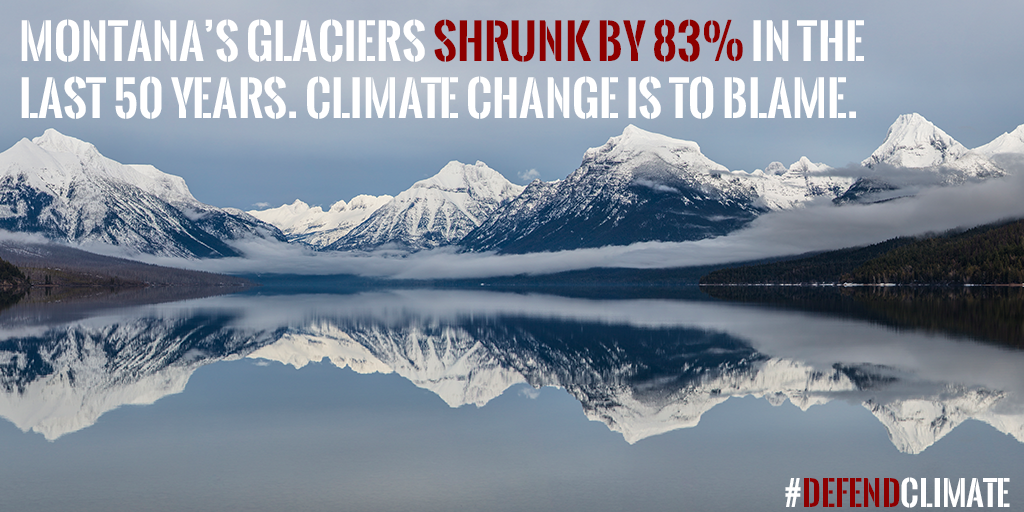 MONTANA'S GLACIERS SHRUNK BY 83% IN THE
LAST 50 YEARS. CLIMATE CHANGE IS TO BLAME.
#DEFENDCLIMATE